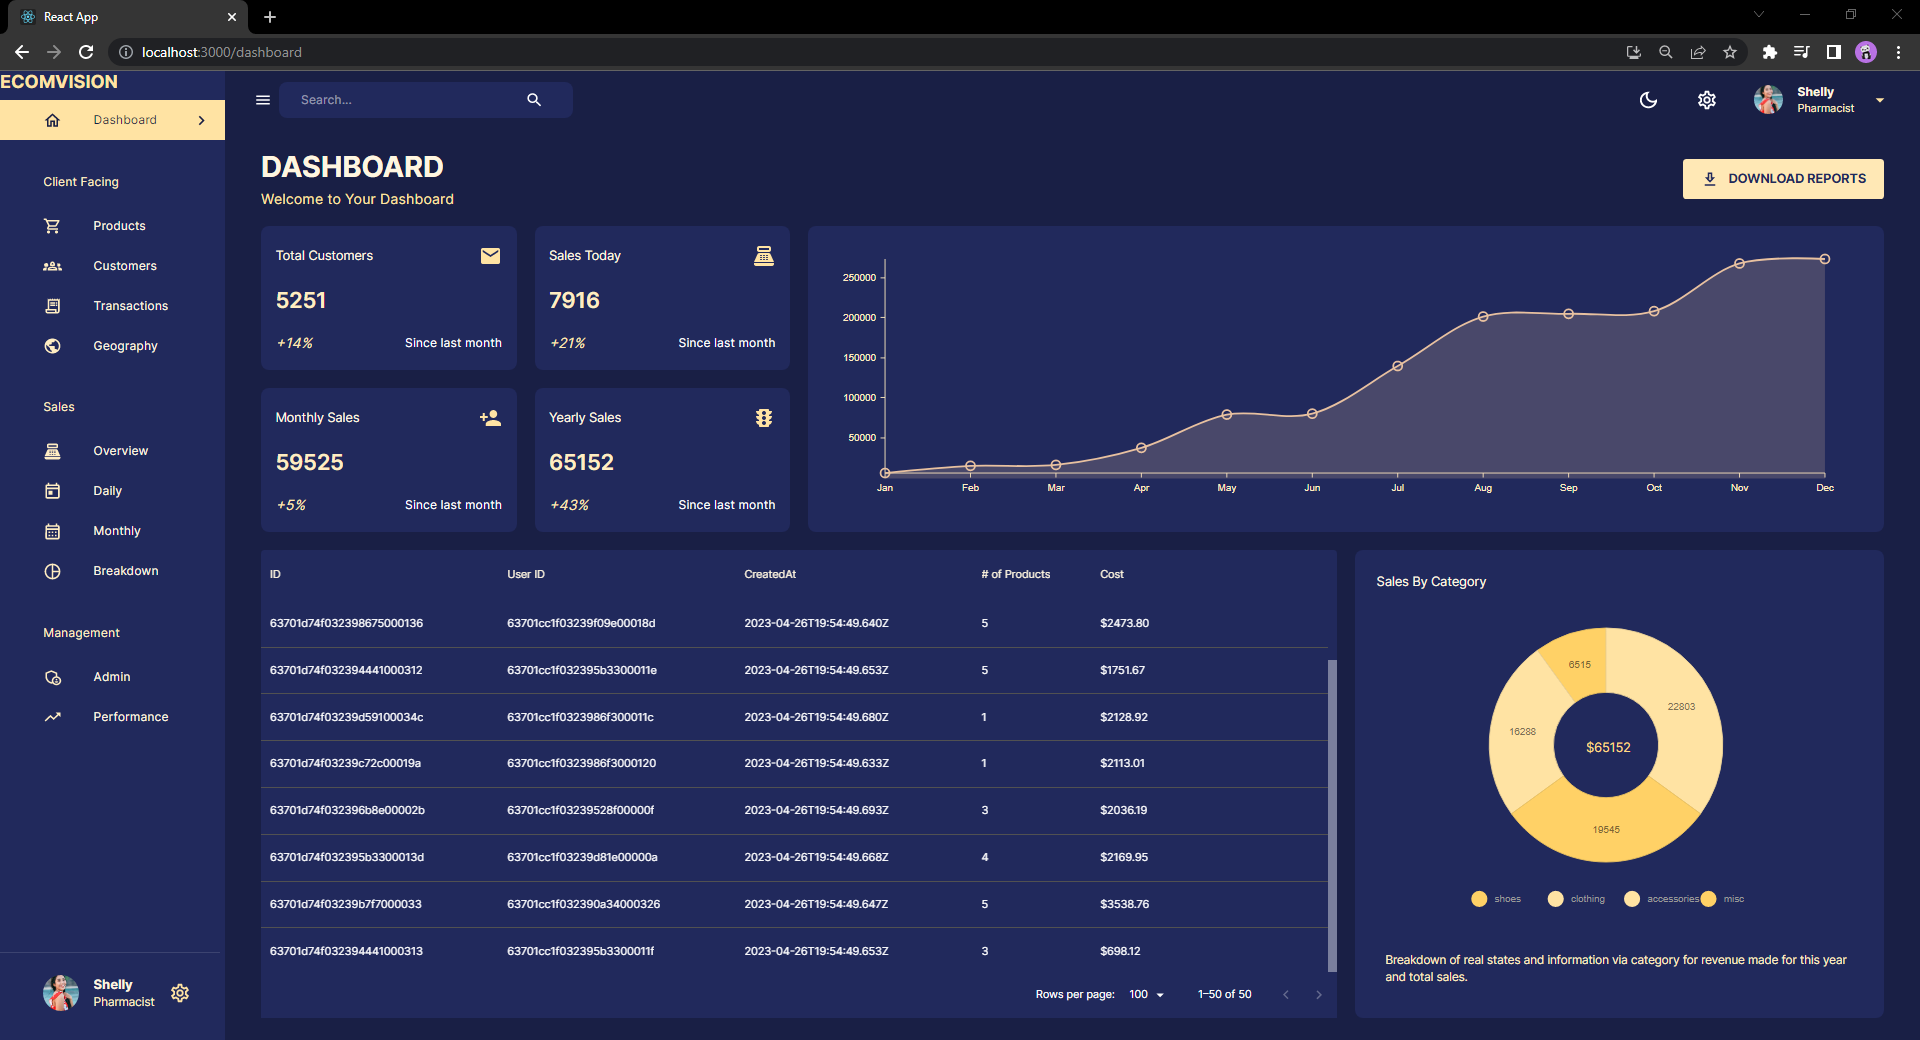 React App
localhost:3000/dashboard
ECOMVISION
Dashboard
Client Facing
Products
Customers
Transactions
Geography
Sales
Overview
Daily
Monthly
Breakdown
Management
Admin
Performance
Shelly
Pharmacist
Search...
Shelly
Pharmacist
DASHBOARD
Welcome to Your Dashboard
DOWNLOAD REPORTS
Total Customers
5251
+14% Since last month
Sales Today
7916
+21% Since last month
Monthly Sales
59525
+5% Since last month
Yearly Sales
65152
+43% Since last month
250000
200000
150000
100000
50000
Jan Feb Mar Apr May Jun Jul Aug Sep Oct Nov Dec
ID User ID CreatedAt # of Products Cost
63701d74f032398675000136 63701cc1f03239f09e00018d 2023-04-26T19:54:49.640Z 5 $2473.80
63701d74f032394441000312 63701cc1f032395b3300011e 2023-04-26T19:54:49.653Z 5 $1751.67
63701d74f03239d59100034c 63701cc1f0323986f300011c 2023-04-26T19:54:49.680Z 1 $2128.92
63701d74f03239c72c00019a 63701cc1f0323986f3000120 2023-04-26T19:54:49.633Z 1 $2113.01
63701d74f032396b8e00002b 63701cc1f03239528f00000f 2023-04-26T19:54:49.693Z 3 $2036.19
63701d74f032395b3300013d 63701cc1f03239d81e00000a 2023-04-26T19:54:49.668Z 4 $2169.95
63701d74f03239b7f7000033 63701cc1f032390a34000326 2023-04-26T19:54:49.647Z 5 $3538.76
63701d74f032394441000313 63701cc1f032395b3300011f 2023-04-26T19:54:49.653Z 3 $698.12
Rows per page: 100 1–50 of 50
Sales By Category
6515
22803
16288
$65152
19545
shoes clothing accessories misc
Breakdown of real states and information via category for revenue made for this year
and total sales.